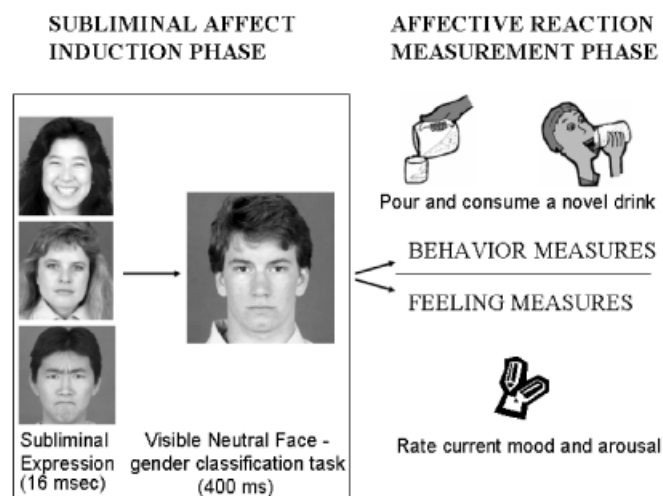 SUBLIMINAL AFFECT
INDUCTION PHASE
AFFECTIVE REACTION
MEASUREMENT PHASE
Subliminal
Expression
(16 msec)
Visible Neutral Face -
gender classification task
(400 ms)
Pour and consume a novel drink
BEHAVIOR MEASURES
FEELING MEASURES
Rate current mood and arousal